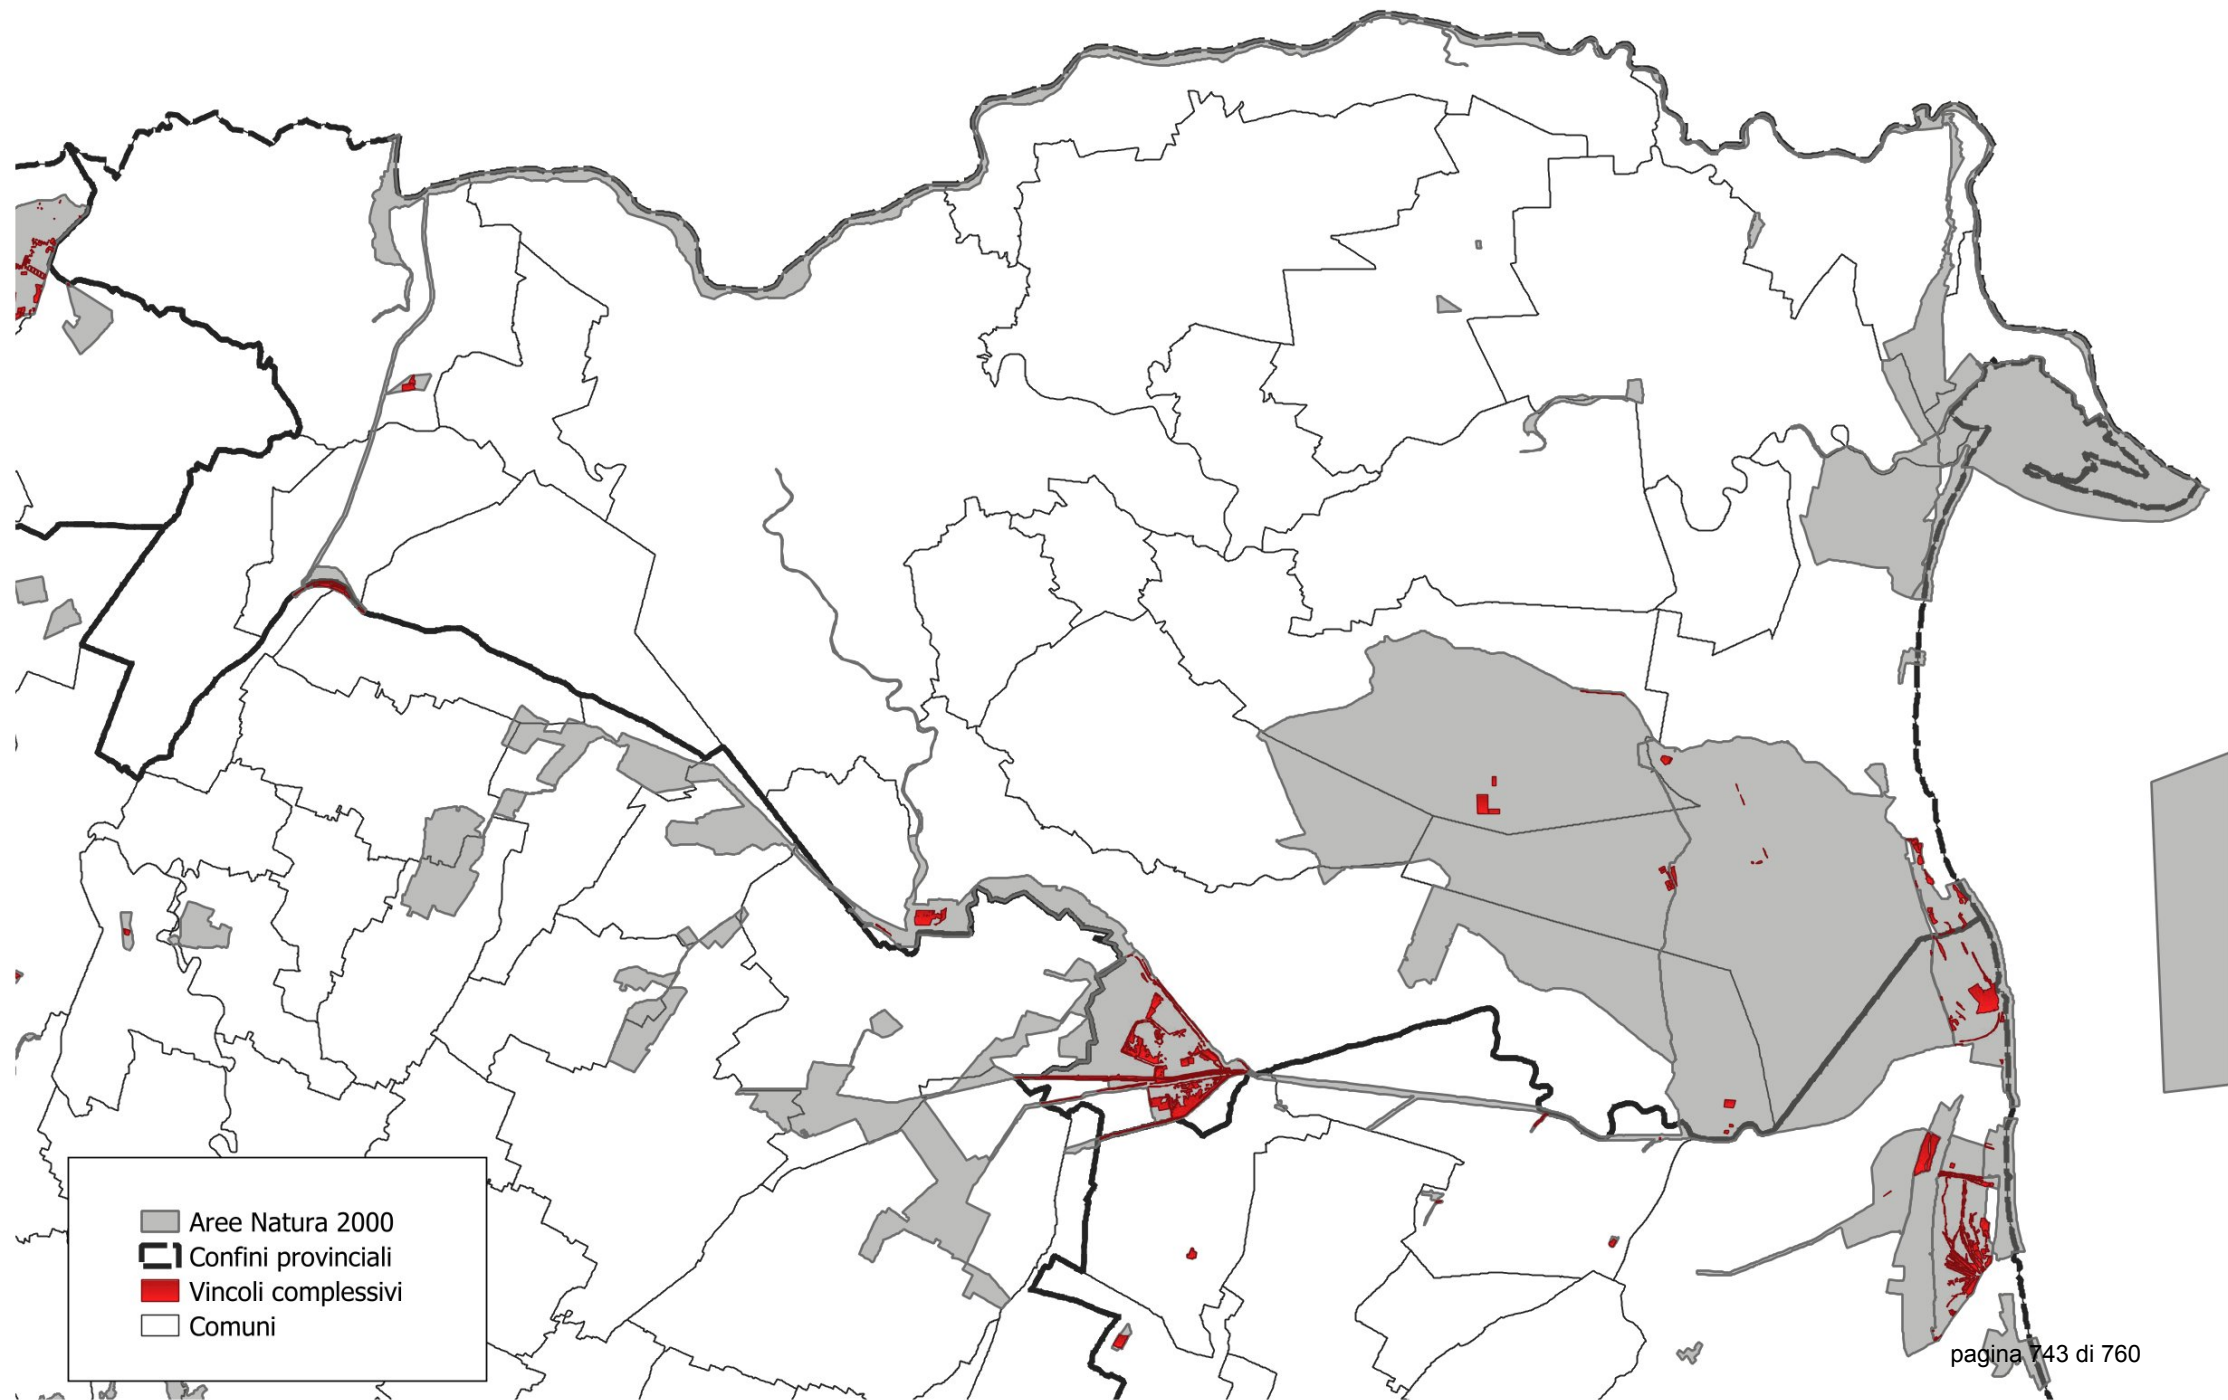 Aree Natura 2000
Confini provinciali
Vincoli complessivi
Comuni
pagina 743 di 760